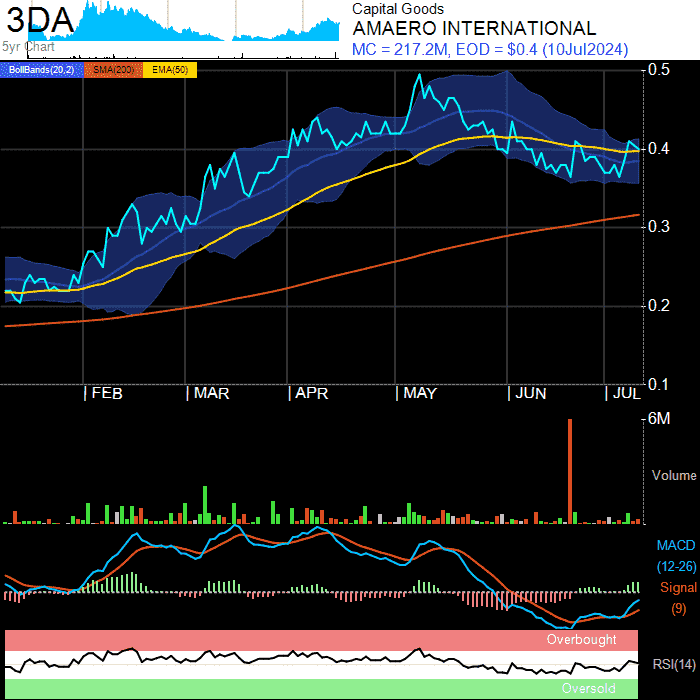 3DA
5yr Chart
Capital Goods
AMAERO INTERNATIONAL
MC = 217.2M, EOD = $0.4 (10Jul2024)
BollBands(20,2) SMA(200) EMA(50)
0.5
0.4
0.3
0.2
0.1
| FEB | MAR | APR | MAY | JUN | JUL
6M
Volume
MACD
(12-26)
Signal
(9)
Overbought
RSI(14)
Oversold